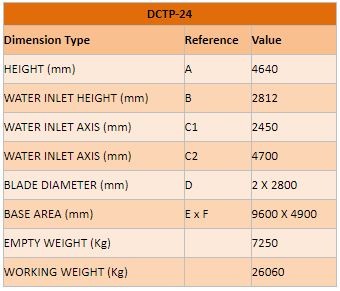 DCTP-24
Dimension Type Reference Value
HEIGHT (mm) A 4640
WATER INLET HEIGHT (mm) B 2812
WATER INLET AXIS (mm) C1 2450
WATER INLET AXIS (mm) C2 4700
BLADE DIAMETER (mm) D 2 X 2800
BASE AREA (mm) E x F 9600 X 4900
EMPTY WEIGHT (Kg) 7250
WORKING WEIGHT (Kg) 26060